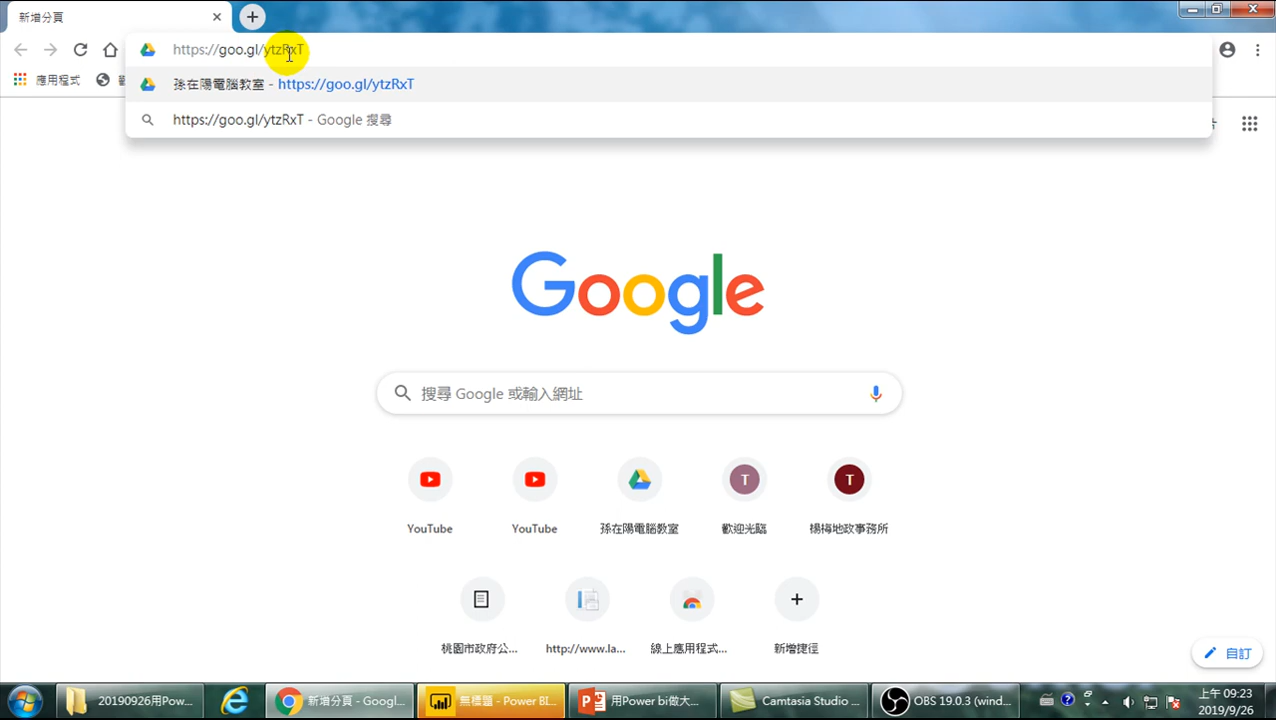 新增分頁
https://goo.gl/ytzRxT
孫在陽電腦教室 - https://goo.gl/ytzRxT
https://goo.gl/ytzRxT - Google 搜尋
應用程式
Google
搜尋 Google 或輸入網址
YouTube
YouTube
孫在陽電腦教室
歡迎光臨
楊梅地政事務所
桃園市政府公...
http://www.la...
線上應用程式...
新增捷徑
自訂
20190926用Pow...
新增分頁 - Googl...
無標題 - Power BI...
用Power bi做大...
Camtasia Studio ...
OBS 19.0.3 (wind...
上午 09:23
2019/9/26